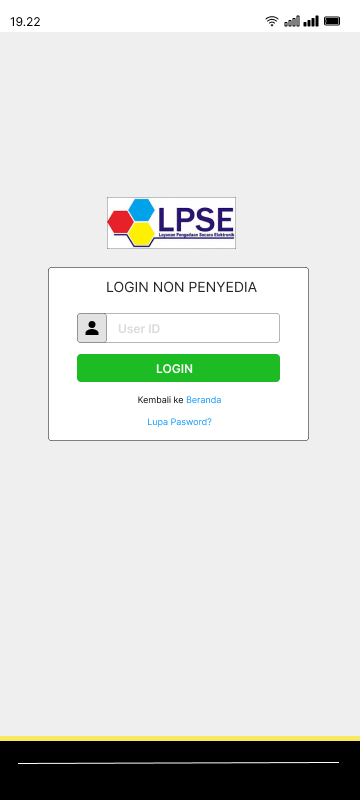 19.22
LPSE
Layanan Pengadaan Secara Elektronik
LOGIN NON PENYEDIA
User ID
LOGIN
Kembali ke Beranda
Lupa Pasword?